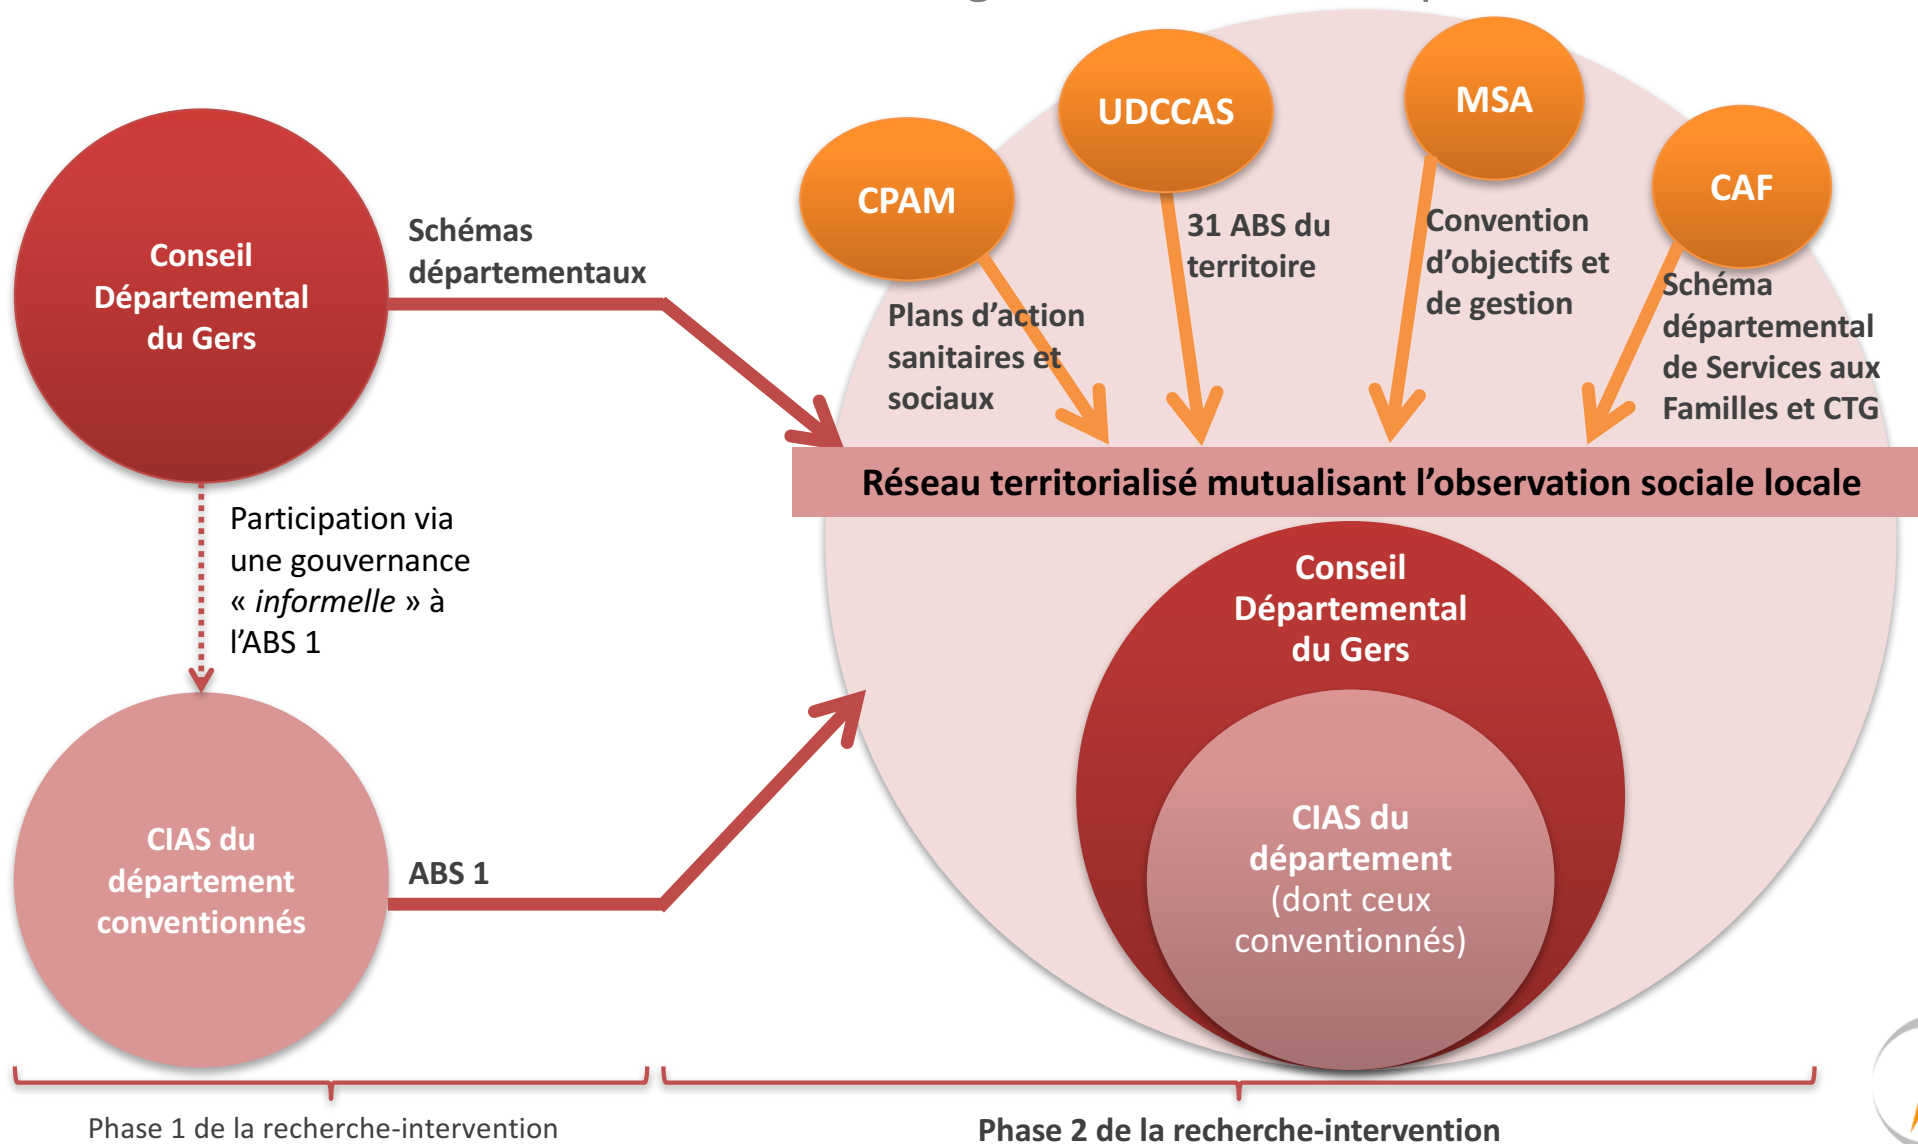 Conseil
Départemental
du Gers
Schémas
départementaux
Participation via
une gouvernance
« informelle » à
l’ABS 1
CIAS du
département
conventionnés
ABS 1
CPAM
UDCCAS
MSA
CAF
Plans d’action
sanitaires et
sociaux
31 ABS du
territoire
Convention
d’objectifs et
de gestion
Schéma
départemental
de Services aux
Familles et CTG
Réseau territorialisé mutualisant l’observation sociale locale
Conseil
Départemental
du Gers
CIAS du
département
(dont ceux
conventionnés)
Phase 1 de la recherche-intervention
Phase 2 de la recherche-intervention